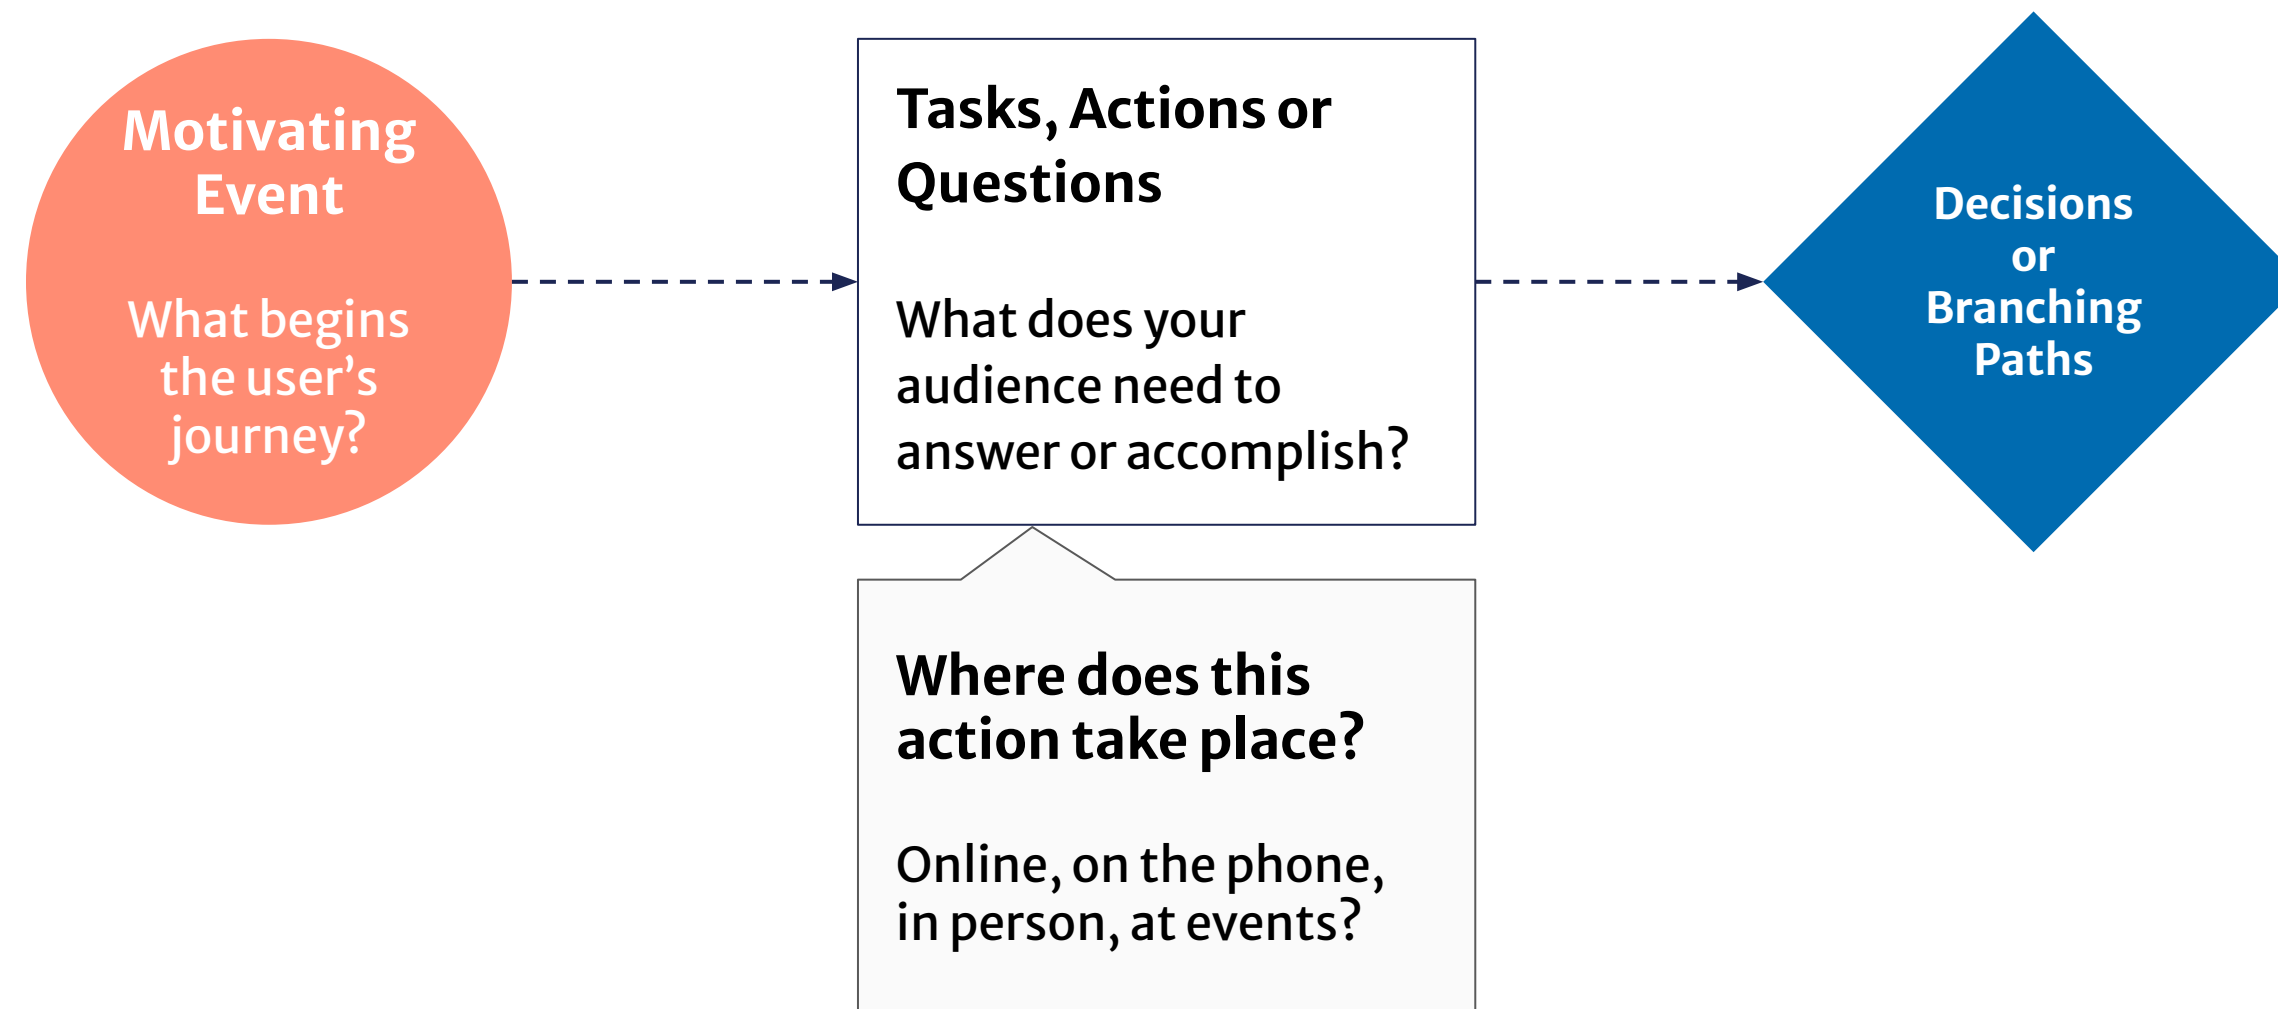 Motivating
Event
What begins
the user’s
journey?
Tasks, Actions or
Questions
What does your
audience need to
answer or accomplish?
Decisions
or
Branching
Paths
Where does this
action take place?
Online, on the phone,
in person, at events?